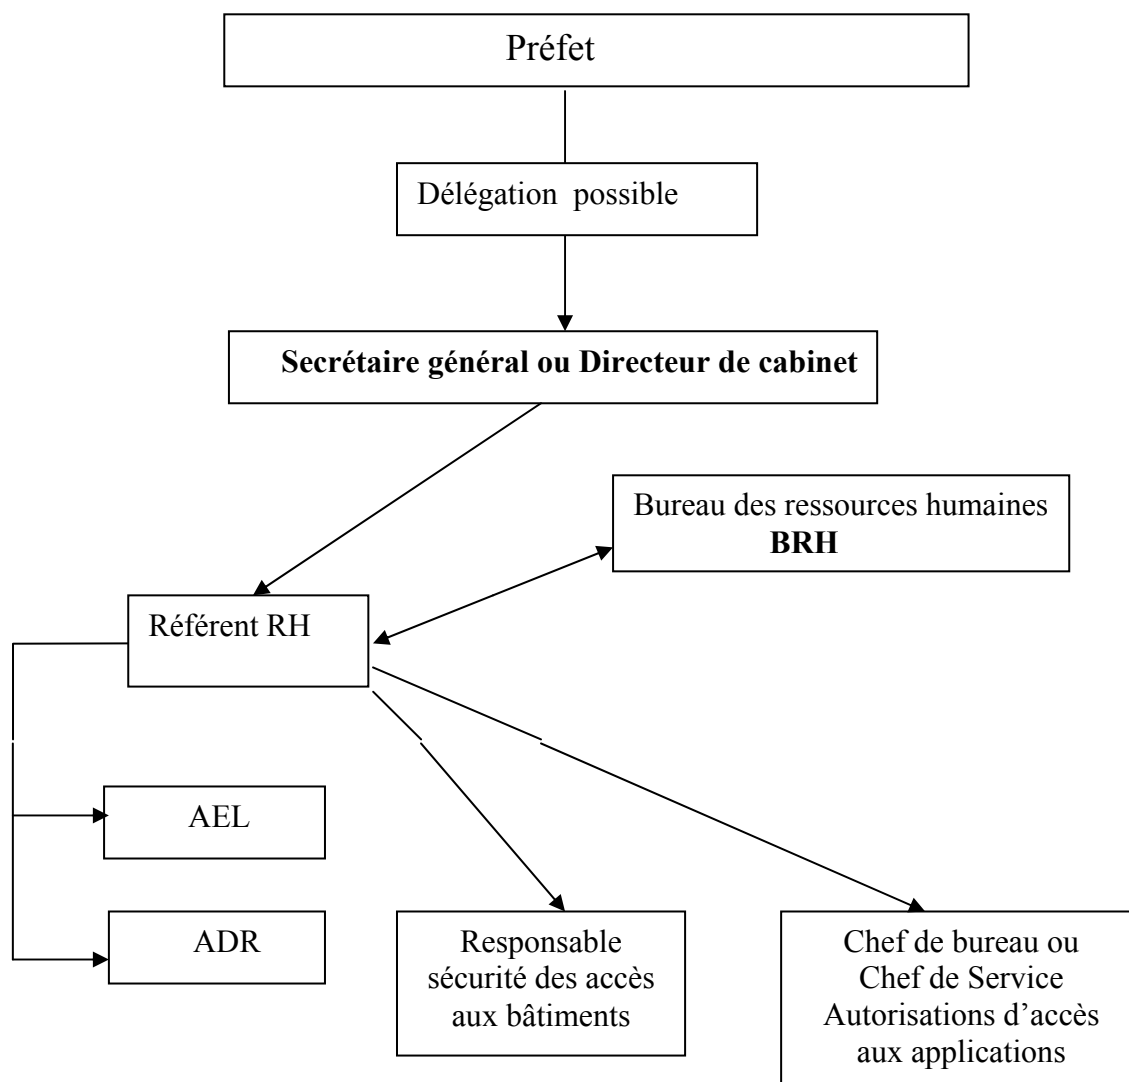 Préfet
Délégation possible
Secrétaire général ou Directeur de cabinet
Bureau des ressources humaines
BRH
Référent RH
AEL
ADR
Responsable
sécurité des accès
aux bâtiments
Chef de bureau ou
Chef de Service
Autorisations d’accès
aux applications